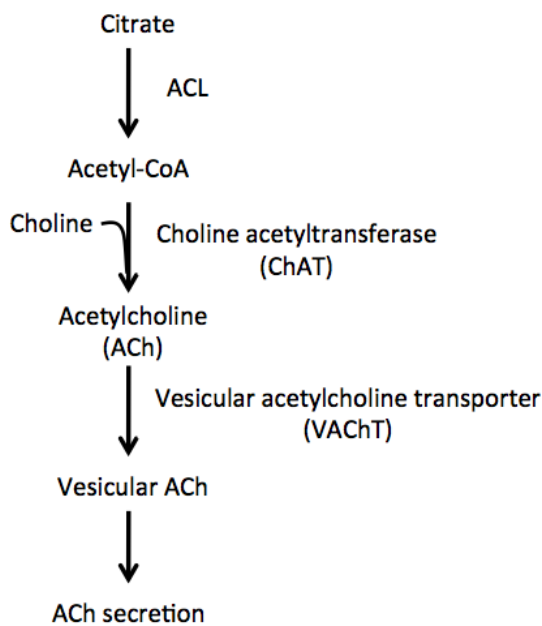 Citrate
ACL
Acetyl-CoA
Choline
Choline acetyltransferase
(ChAT)
Acetylcholine
(ACh)
Vesicular acetylcholine transporter
(VAChT)
Vesicular ACh
ACh secretion